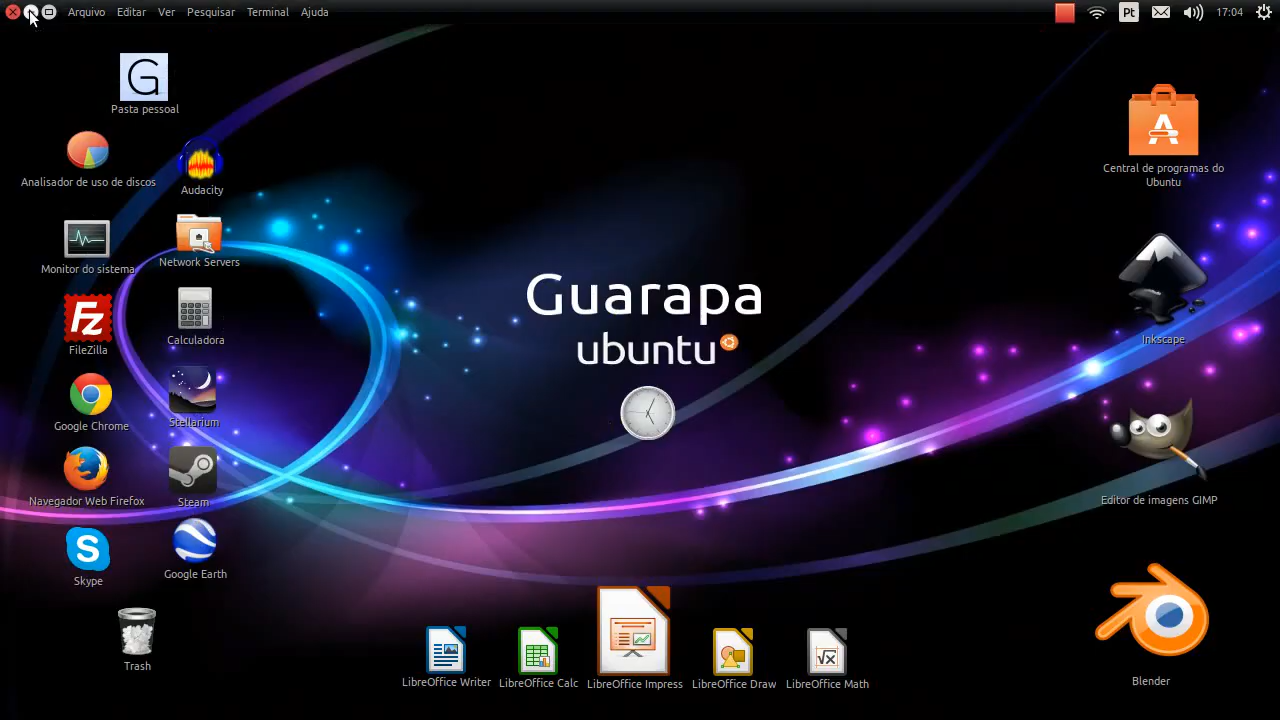 Arquivo Editar Ver Pesquisar Terminal Ajuda
Pt
17:04
G
Pasta pessoal
Analisador de uso de discos
Audacity
Monitor do sistema
Network Servers
Fz
FileZilla
Calculadora
Google Chrome
Stellarium
Navegador Web Firefox
Steam
S
Skype
Google Earth
Trash
Guarapa
ubuntu
LibreOffice Writer
LibreOffice Calc
LibreOffice Impress
LibreOffice Draw
√x
LibreOffice Math
A
Central de programas do
Ubuntu
Inkscape
Editor de imagens GIMP
Blender